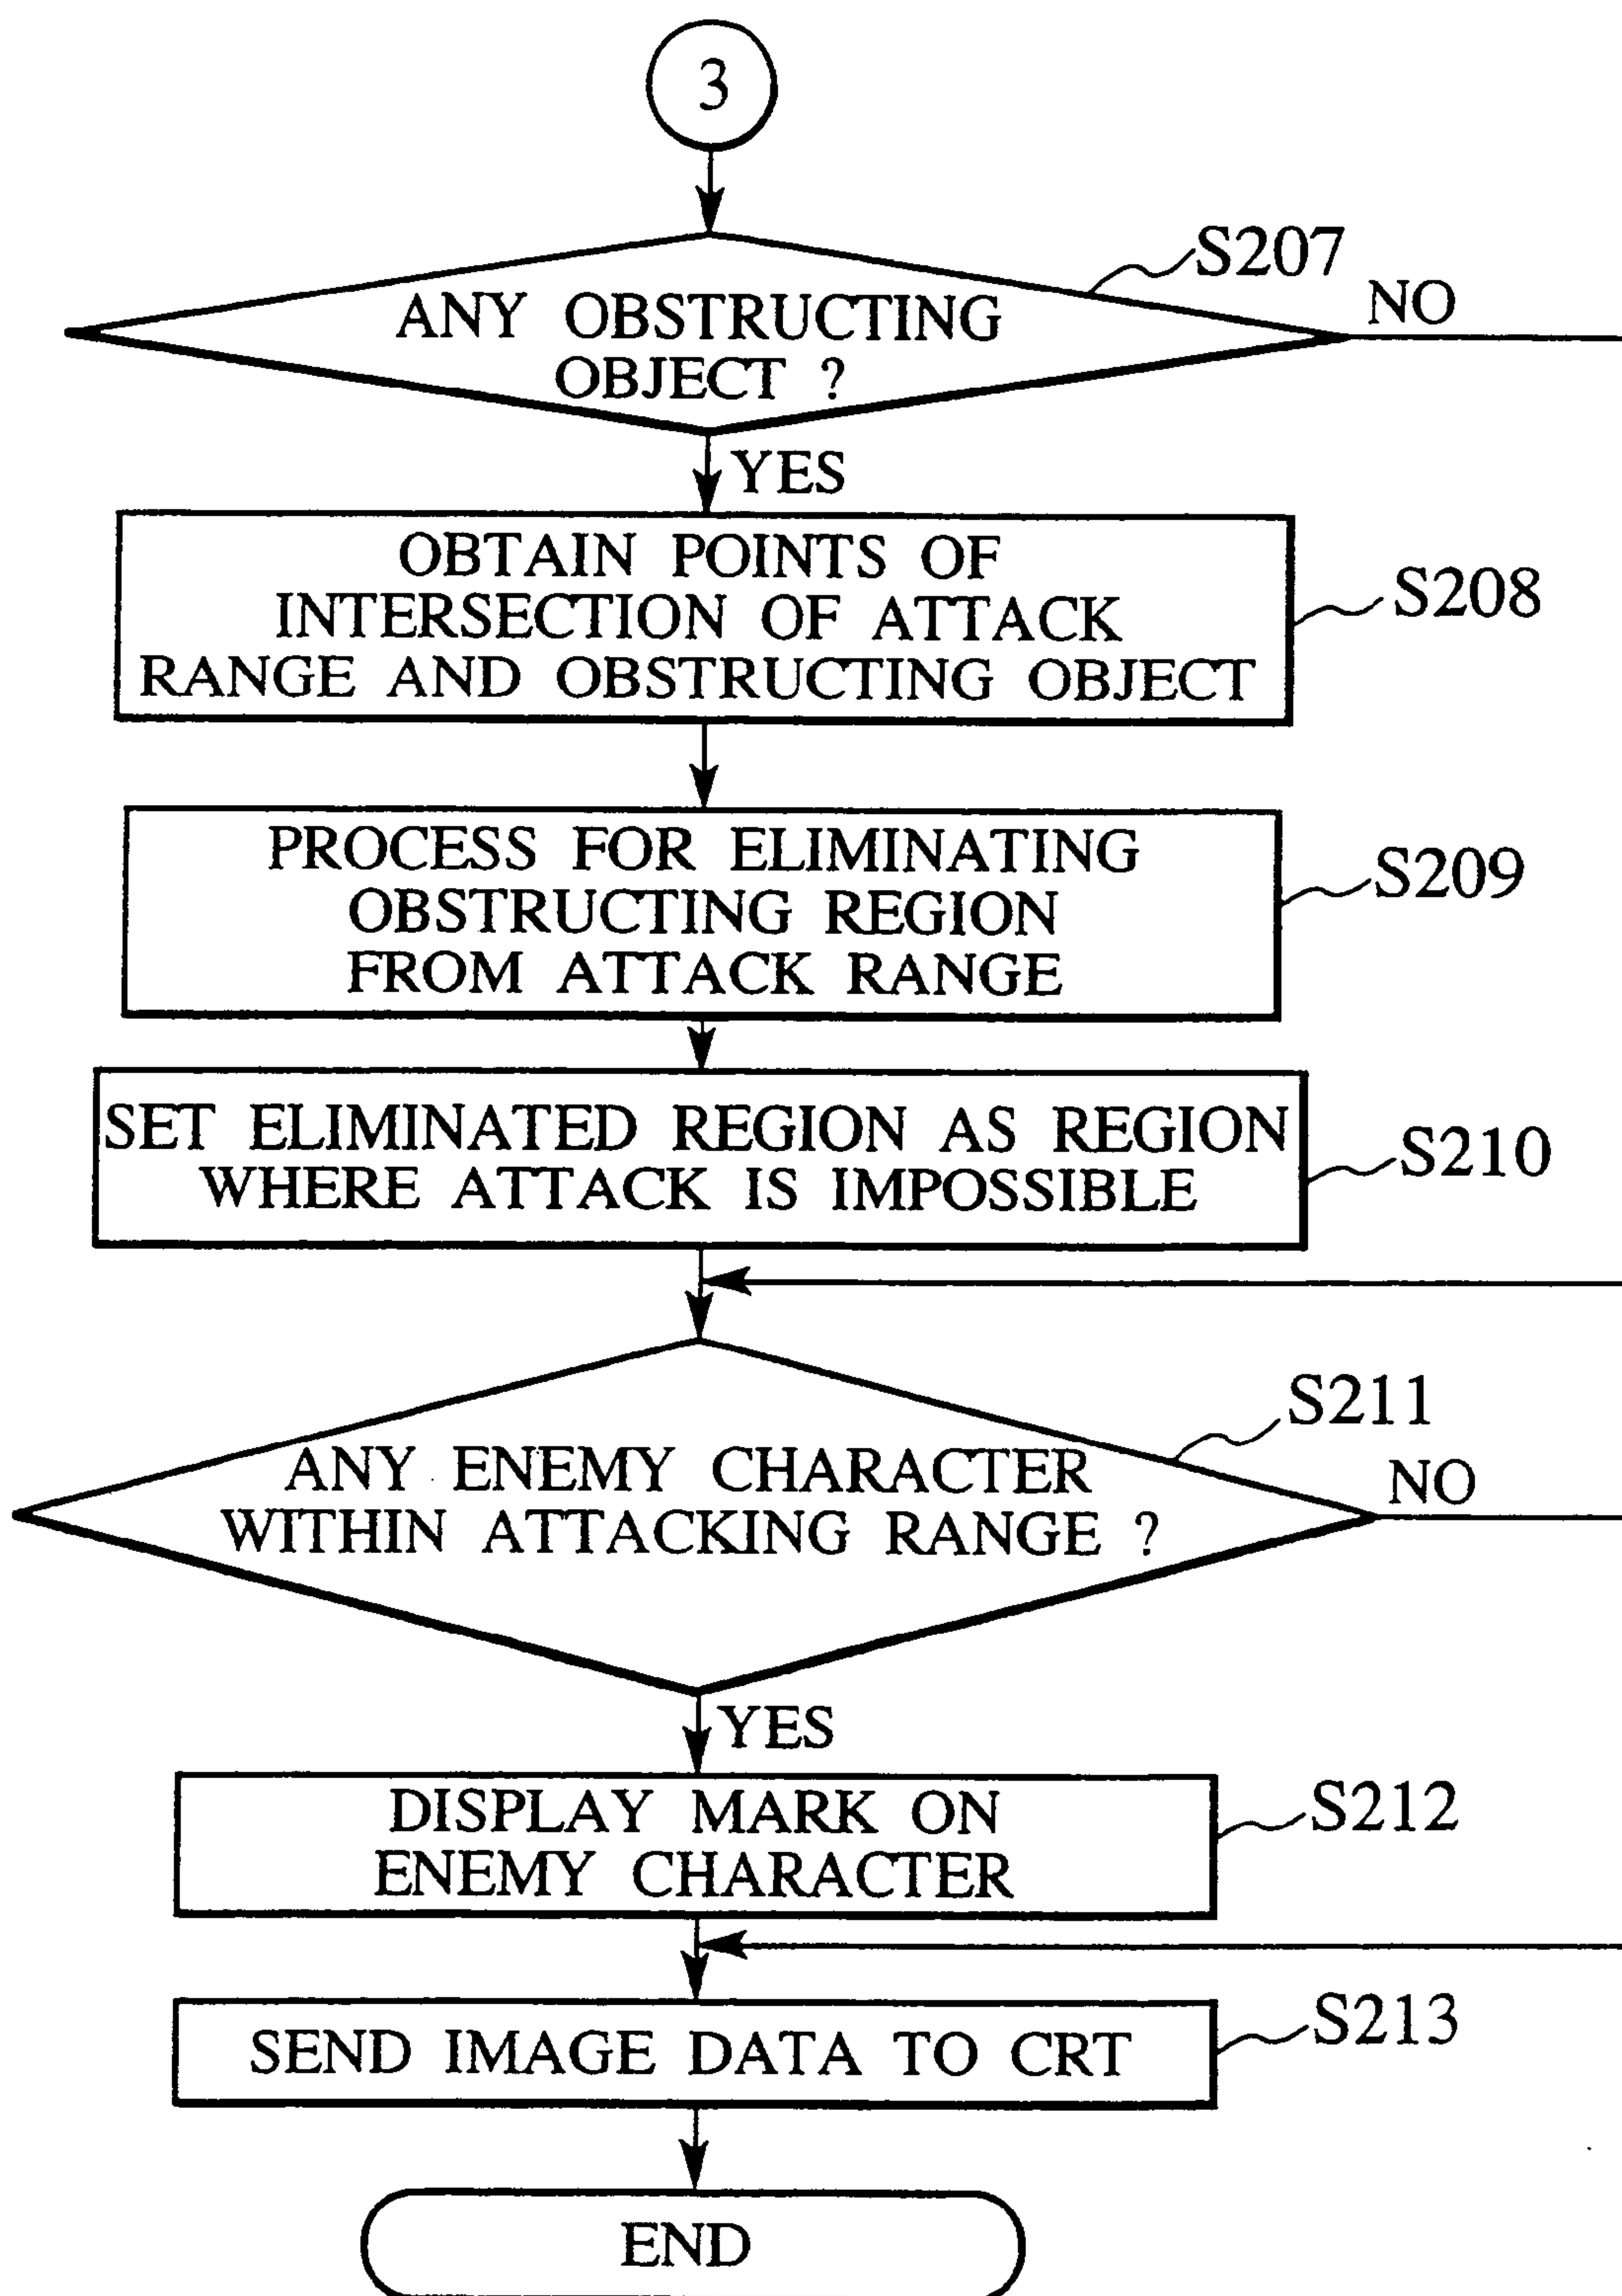 3
S207
ANY OBSTRUCTING
OBJECT ?
NO
YES
OBTAIN POINTS OF
INTERSECTION OF ATTACK
RANGE AND OBSTRUCTING OBJECT
S208
PROCESS FOR ELIMINATING
OBSTRUCTING REGION
FROM ATTACK RANGE
S209
SET ELIMINATED REGION AS REGION
WHERE ATTACK IS IMPOSSIBLE
S210
S211
ANY ENEMY CHARACTER
WITHIN ATTACKING RANGE ?
NO
YES
DISPLAY MARK ON
ENEMY CHARACTER
S212
SEND IMAGE DATA TO CRT
S213
END